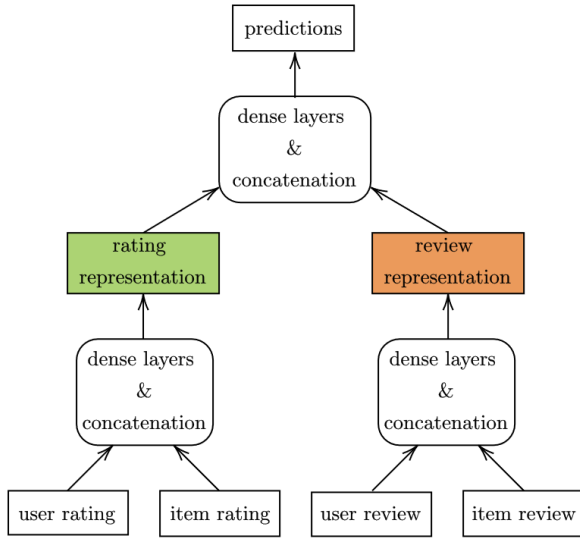 predictions
dense layers
&
concatenation
rating
representation
review
representation
dense layers
&
concatenation
dense layers
&
concatenation
user rating
item rating
user review
item review